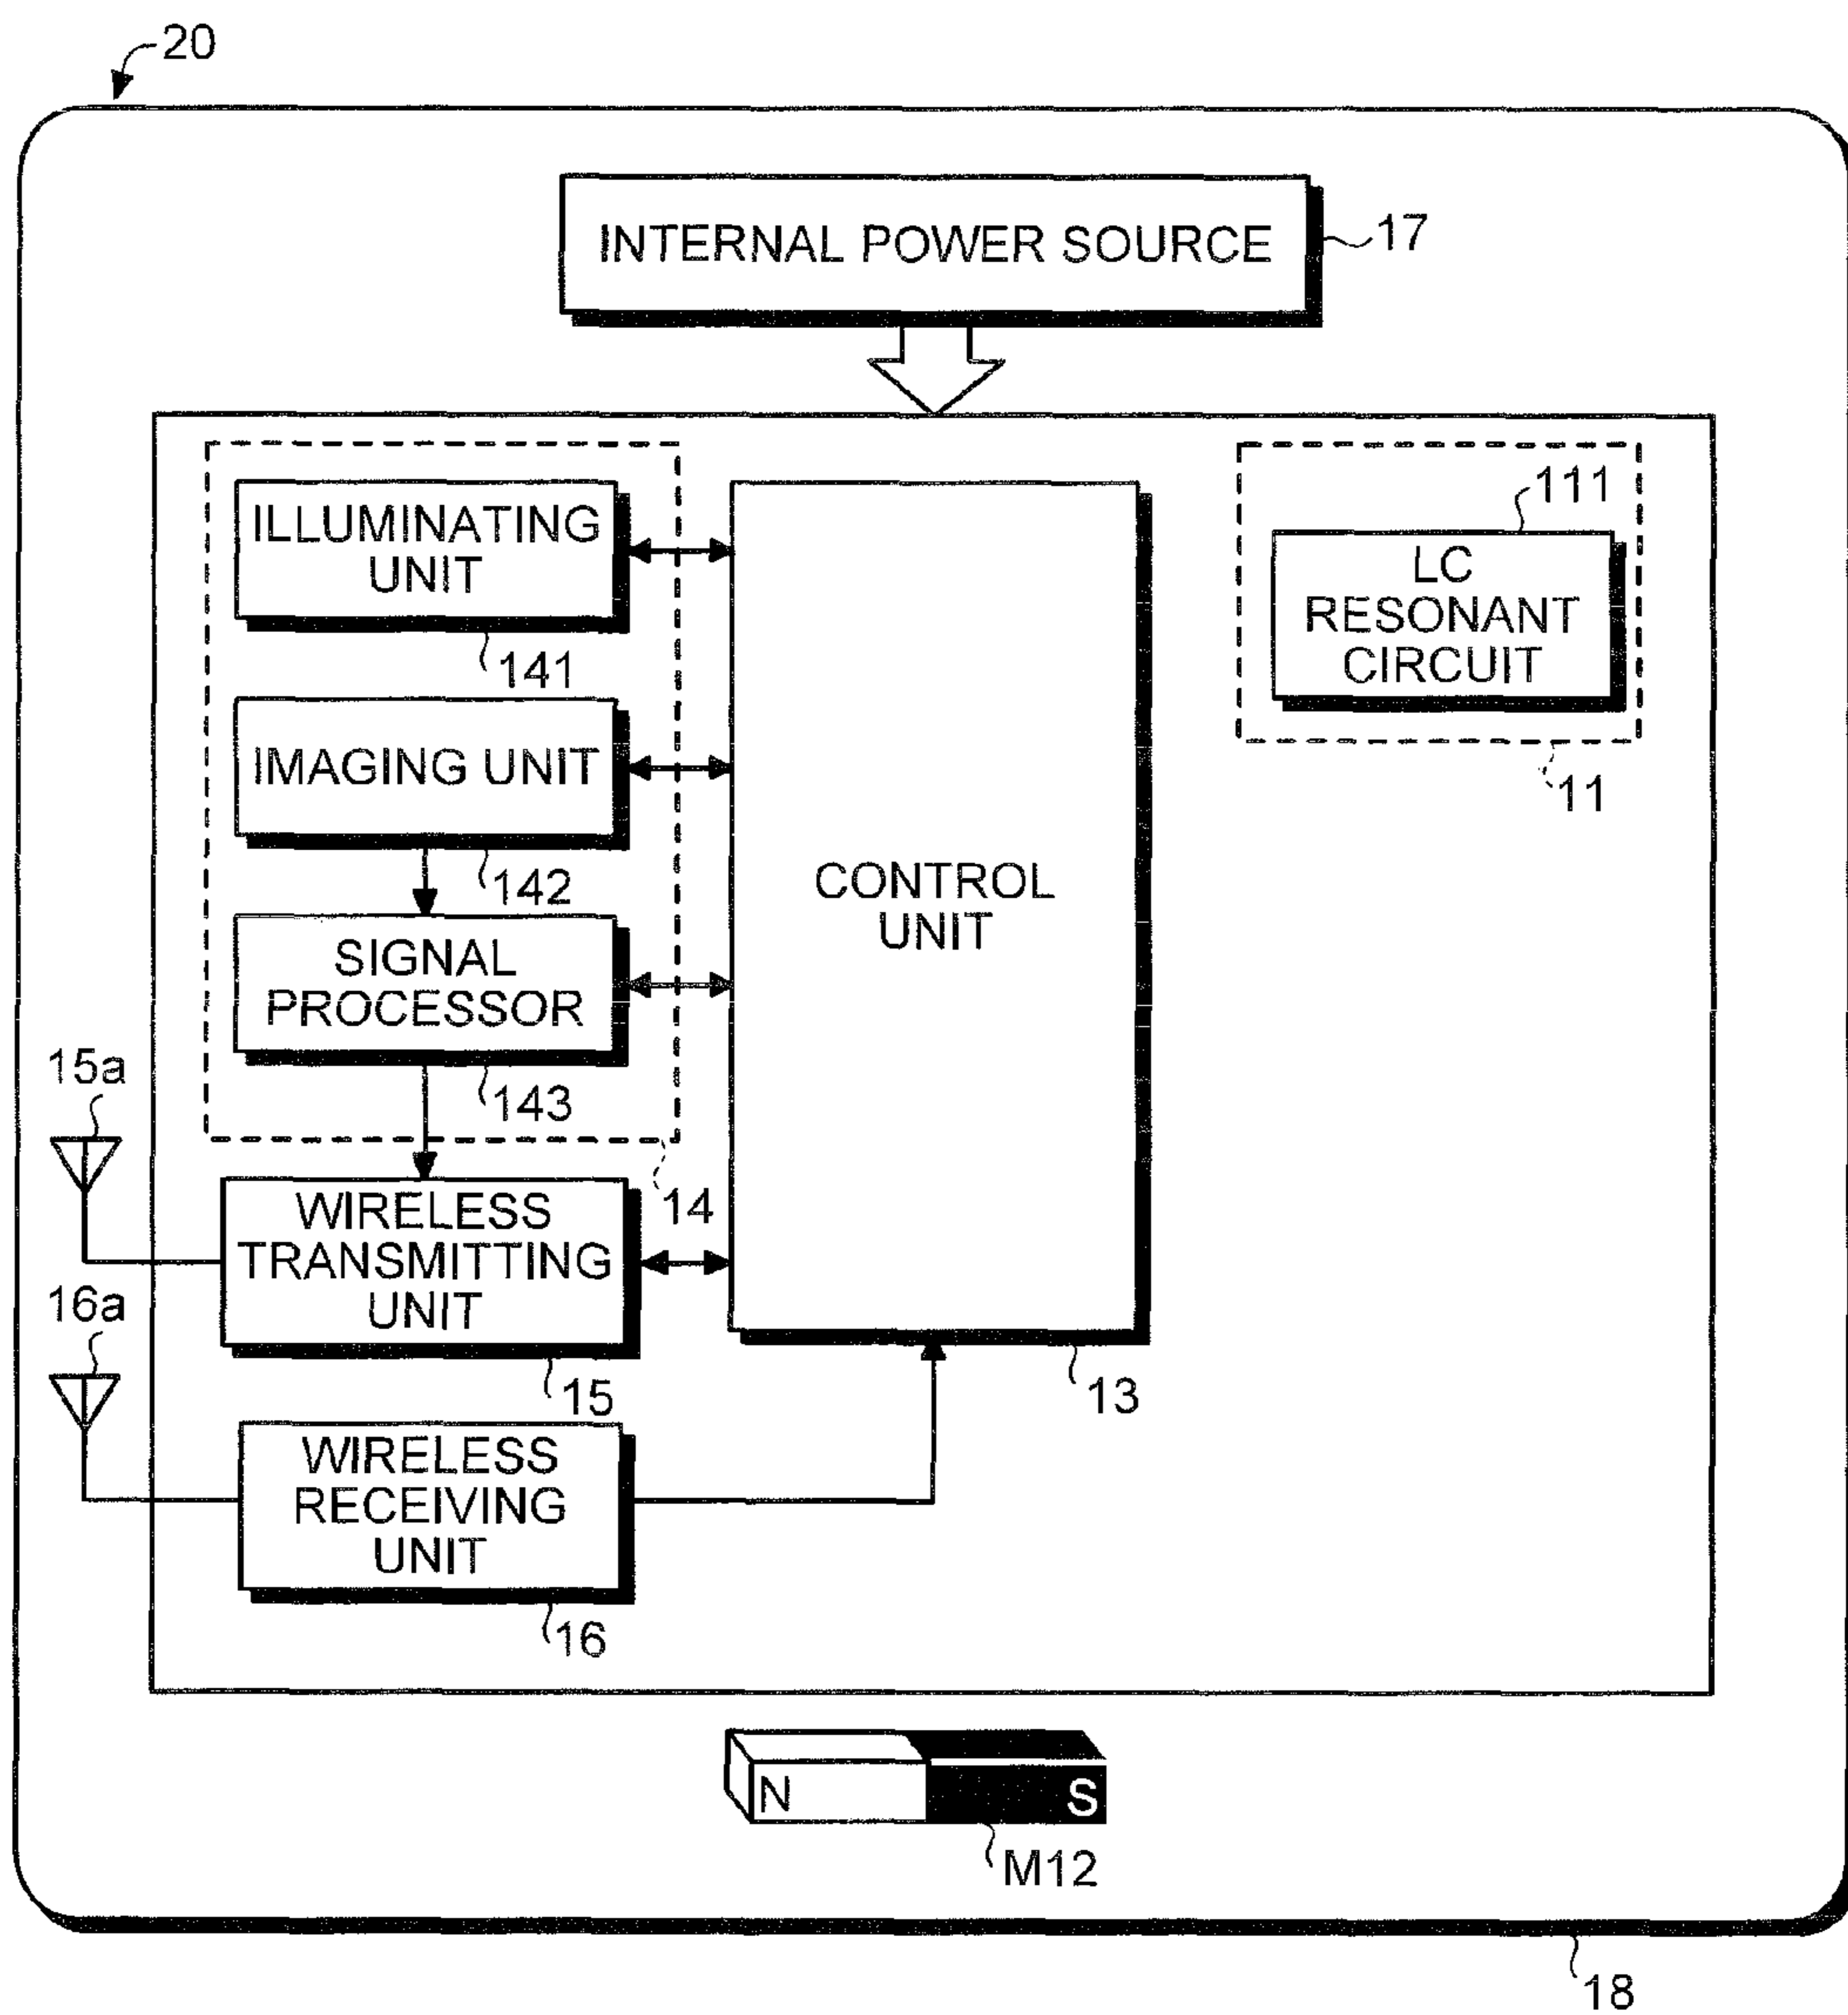 20
INTERNAL POWER SOURCE
17
ILLUMINATING
UNIT
141
111
LC
RESONANT
CIRCUIT
11
IMAGING UNIT
142
CONTROL
UNIT
SIGNAL
PROCESSOR
143
15a
14
WIRELESS
TRANSMITTING
UNIT
15
16a
13
WIRELESS
RECEIVING
UNIT
16
N
S
M12
18